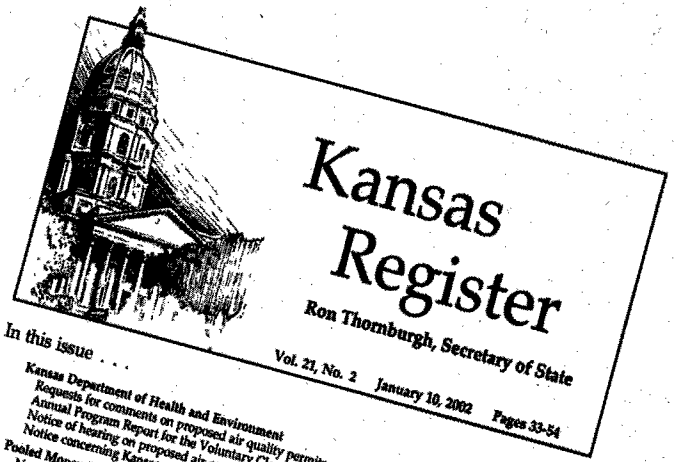 Kansas
Register
Ron Thornburgh, Secretary of State
Vol. 21, No. 2 January 10, 2002 Pages 33-54
In this issue . . .
Kansas Department of Health and Environment
Requests for comments on proposed air quality permits
Annual Program Report for the Voluntary
Notice of hearing on proposed air
Notice concerning
Pooled